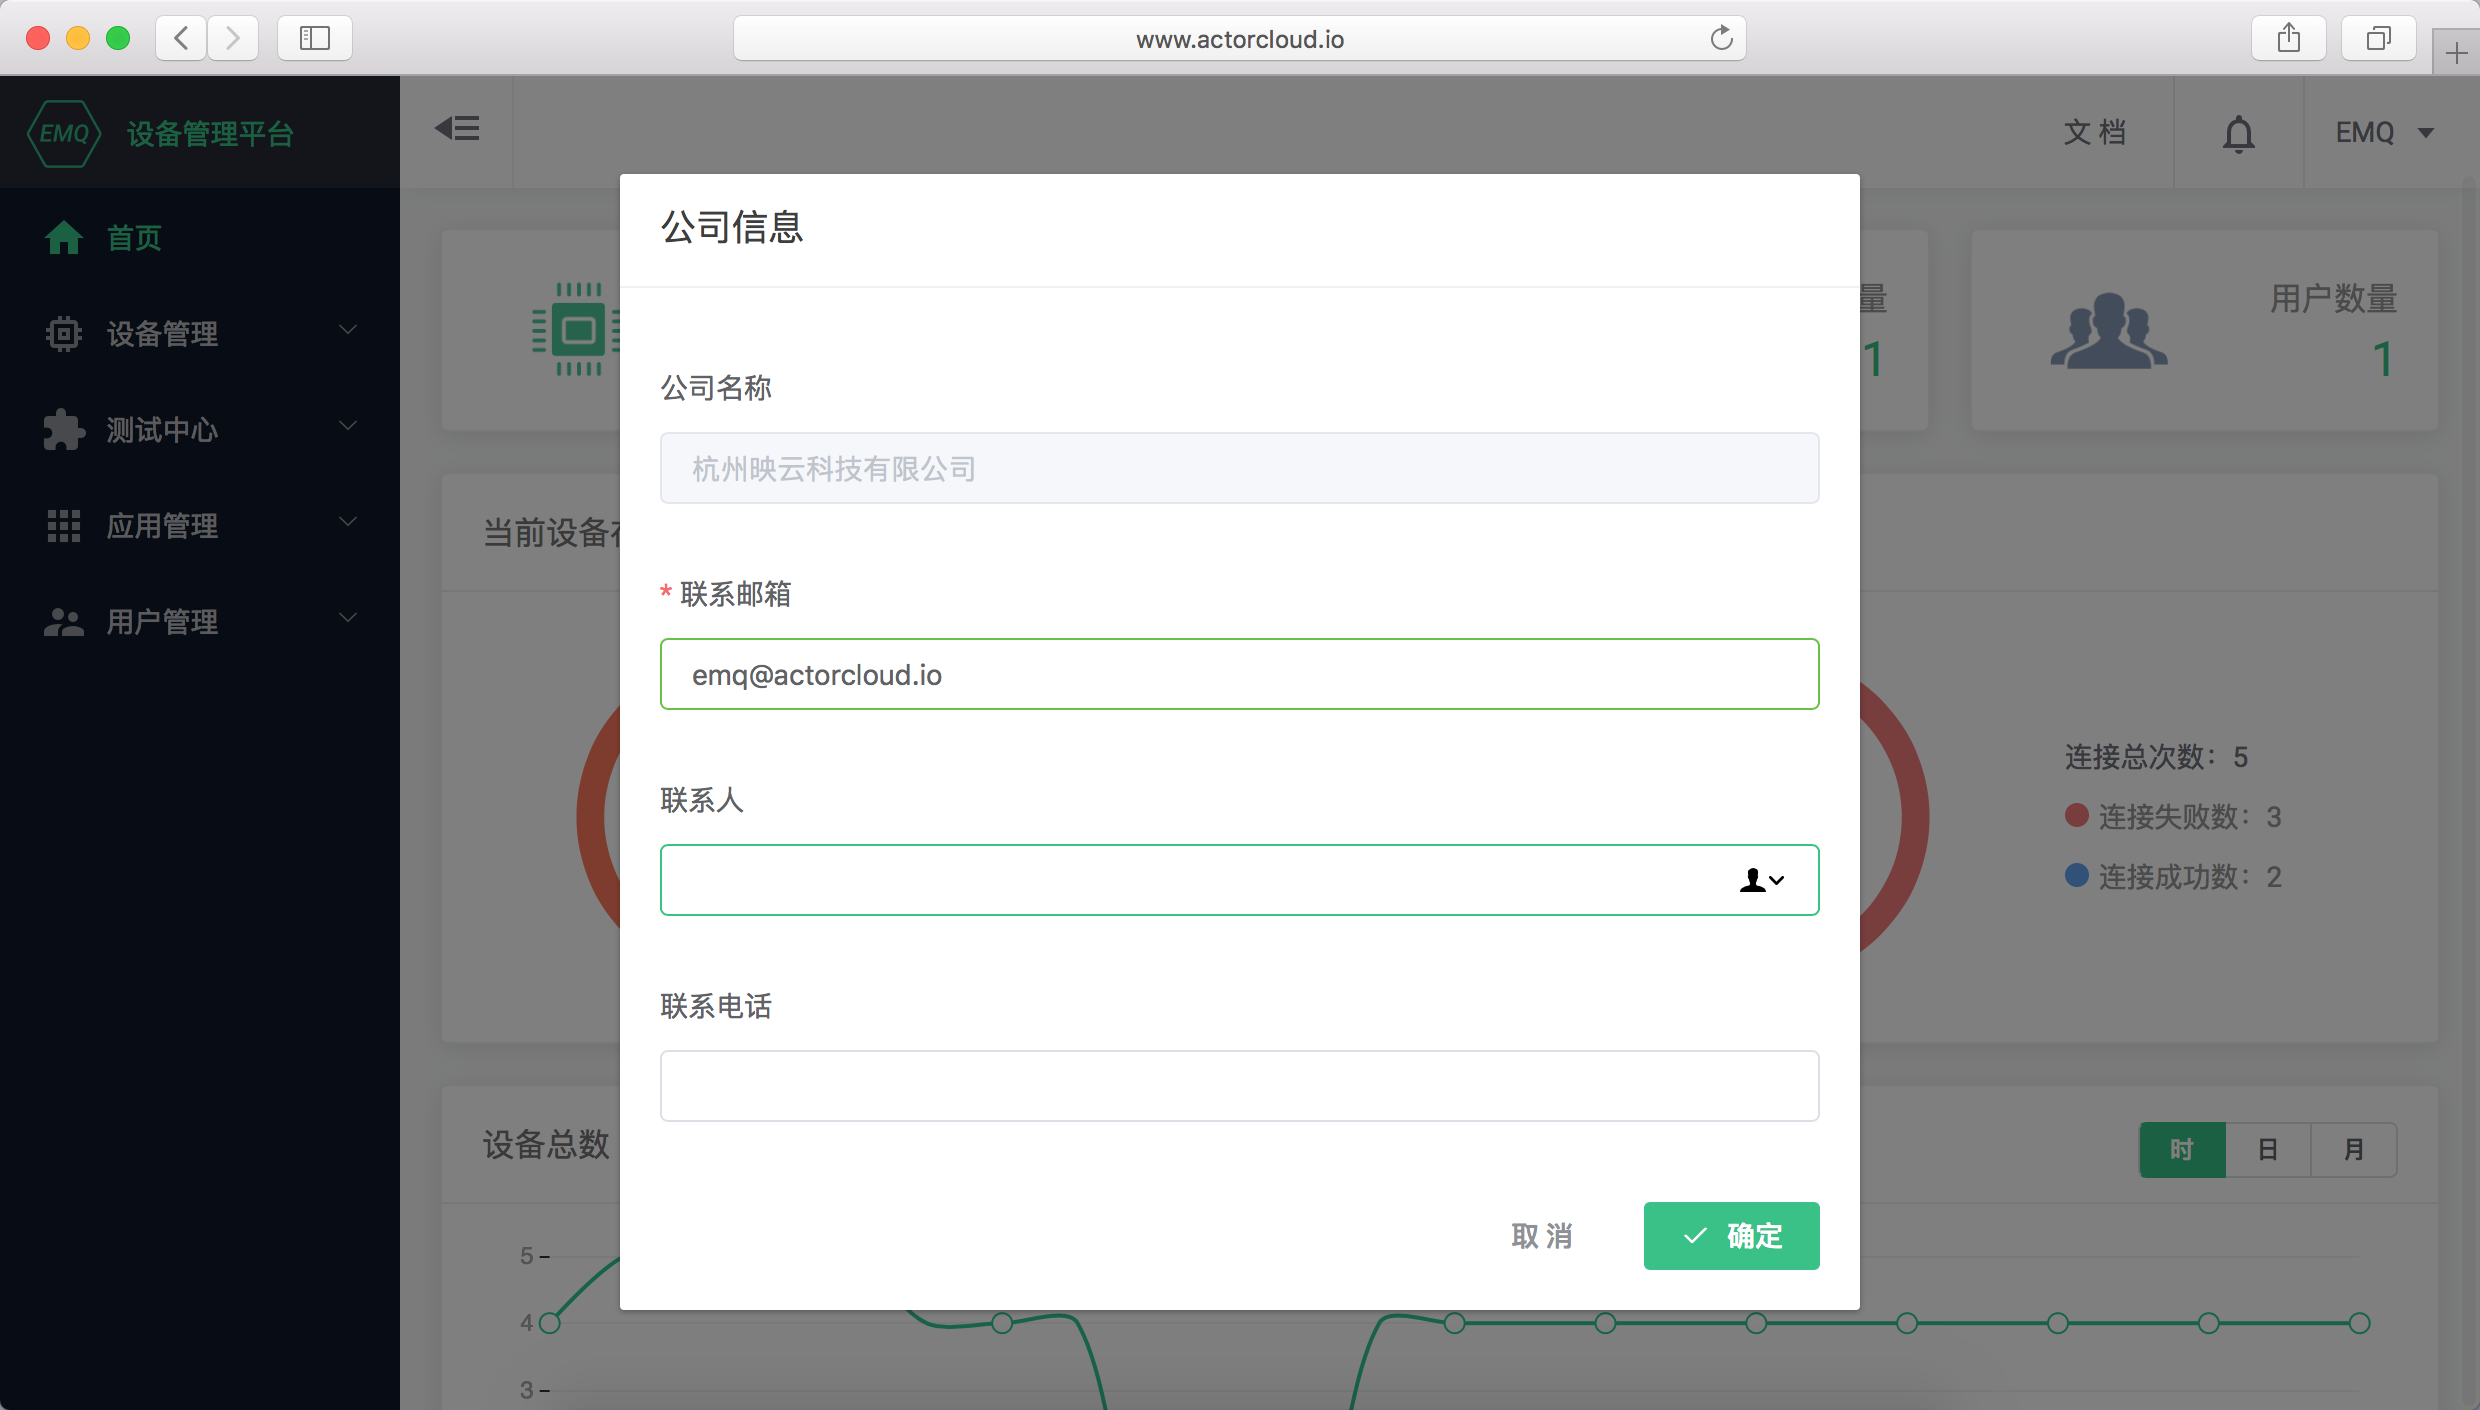 www.actorcloud.io
EMQ 设备管理平台
文 档
EMQ
首页
设备管理
测试中心
应用管理
用户管理
公司信息
公司名称
杭州映云科技有限公司
* 联系邮箱
emq@actorcloud.io
联系人
联系电话
取 消
确定
量
1
用户数量
1
当前设备
连接总次数：5
连接失败数：3
连接成功数：2
设备总数
时 日 月
5
4
3